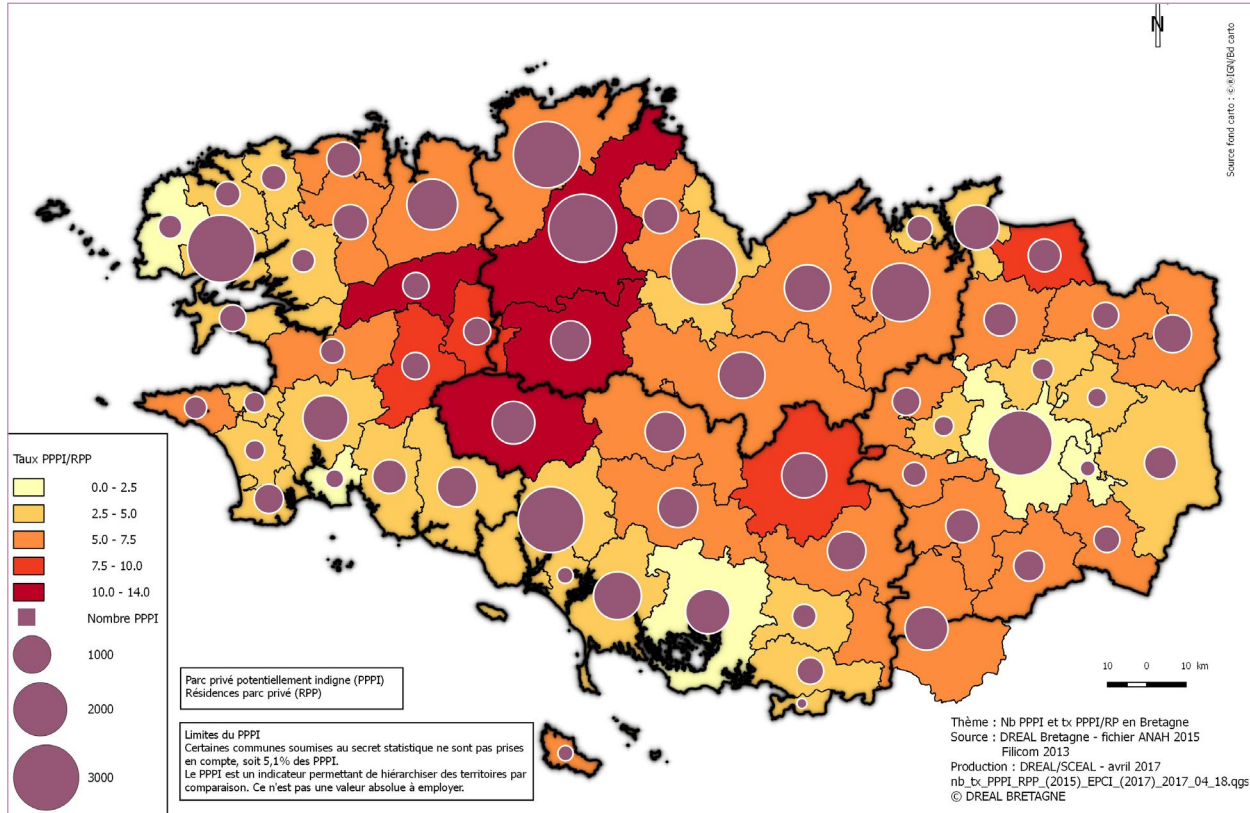 N
Source fond carto : ©®IGN/Bd carto
Taux PPPI/RPP
0.0 - 2.5
2.5 - 5.0
5.0 - 7.5
7.5 - 10.0
10.0 - 14.0
Nombre PPPI
1000
2000
3000
Parc privé potentiellement indigne (PPPI)
Résidences parc privé (RPP)
Limites du PPPI
Certaines communes soumises au secret statistique ne sont pas prises
en compte, soit 5,1% des PPPI.
Le PPPI est un indicateur permettant de hiérarchiser des territoires par
comparaison. Ce n'est pas une valeur absolue à employer.
10 0 10 km
Thème : Nb PPPI et tx PPPI/RP en Bretagne
Source : DREAL Bretagne - fichier ANAH 2015
Filicom 2013
Production : DREAL/SCEAL - avril 2017
nb_tx_PPPI_RPP_(2015)_EPCI_(2017)_2017_04_18.qgs
© DREAL BRETAGNE